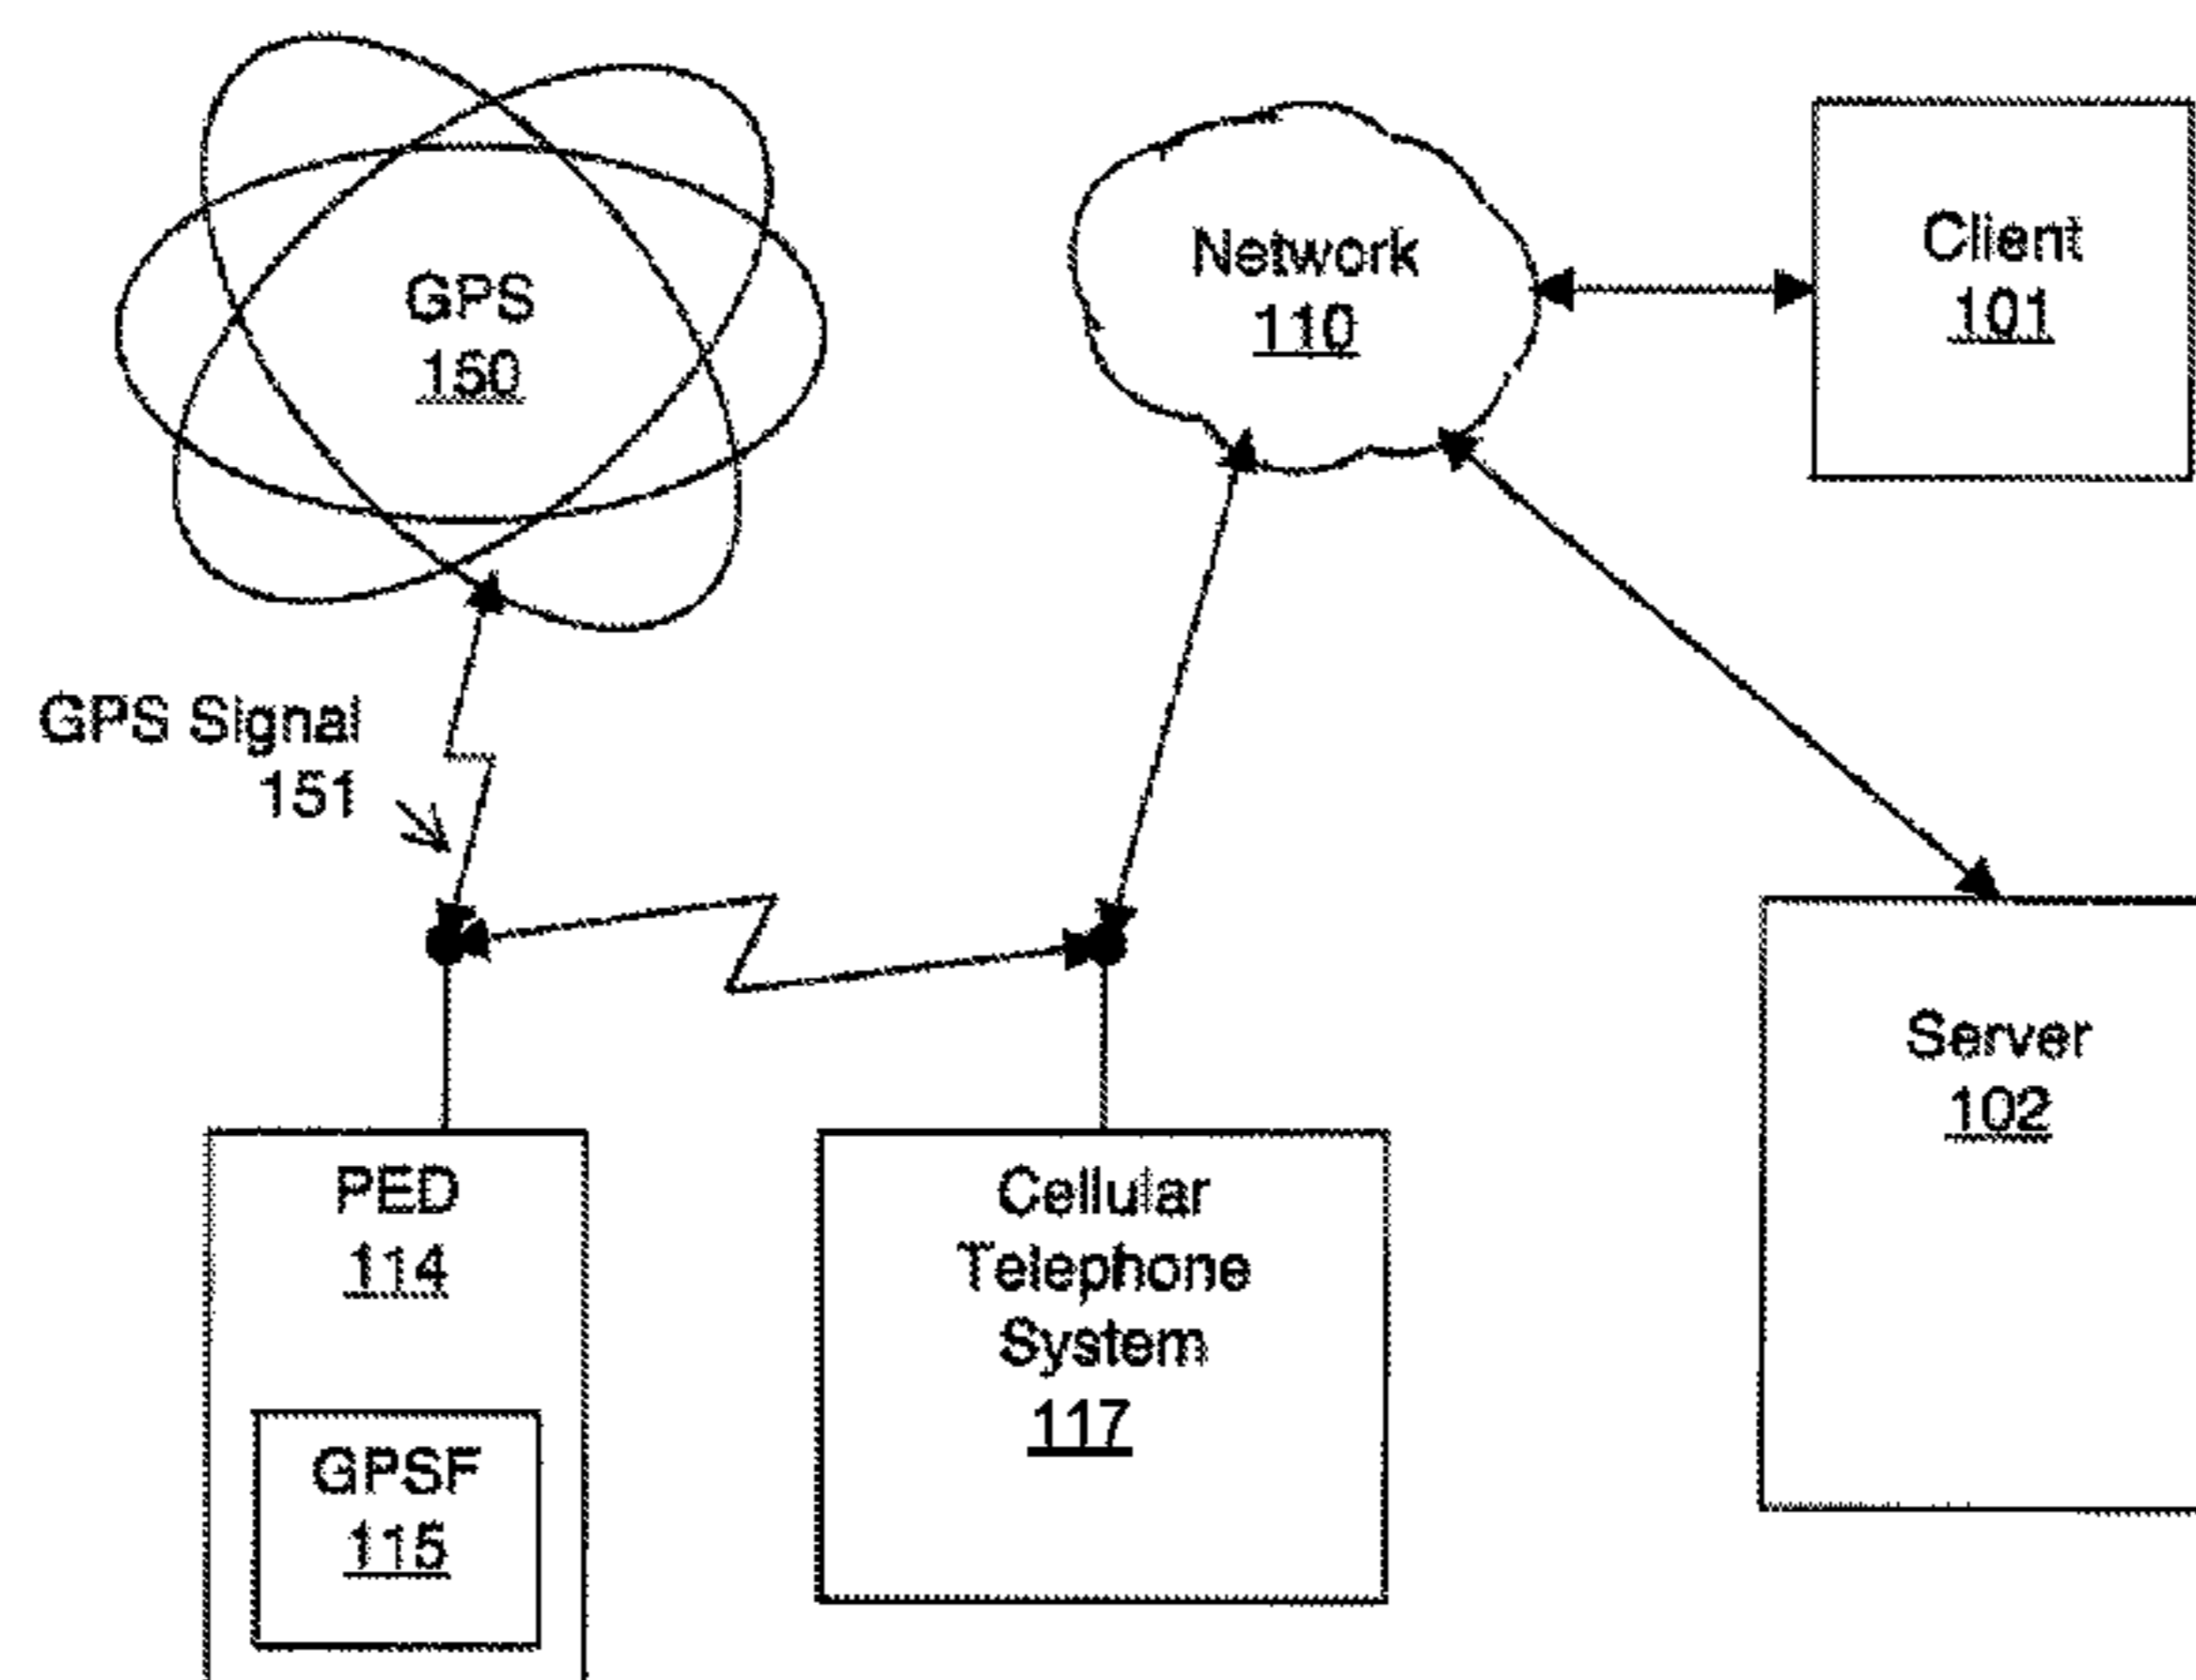 GPS
150
Network
110
Client
101
GPS Signal
151
PED
114
GPSF
115
Cellular
Telephone
System
117
Server
102